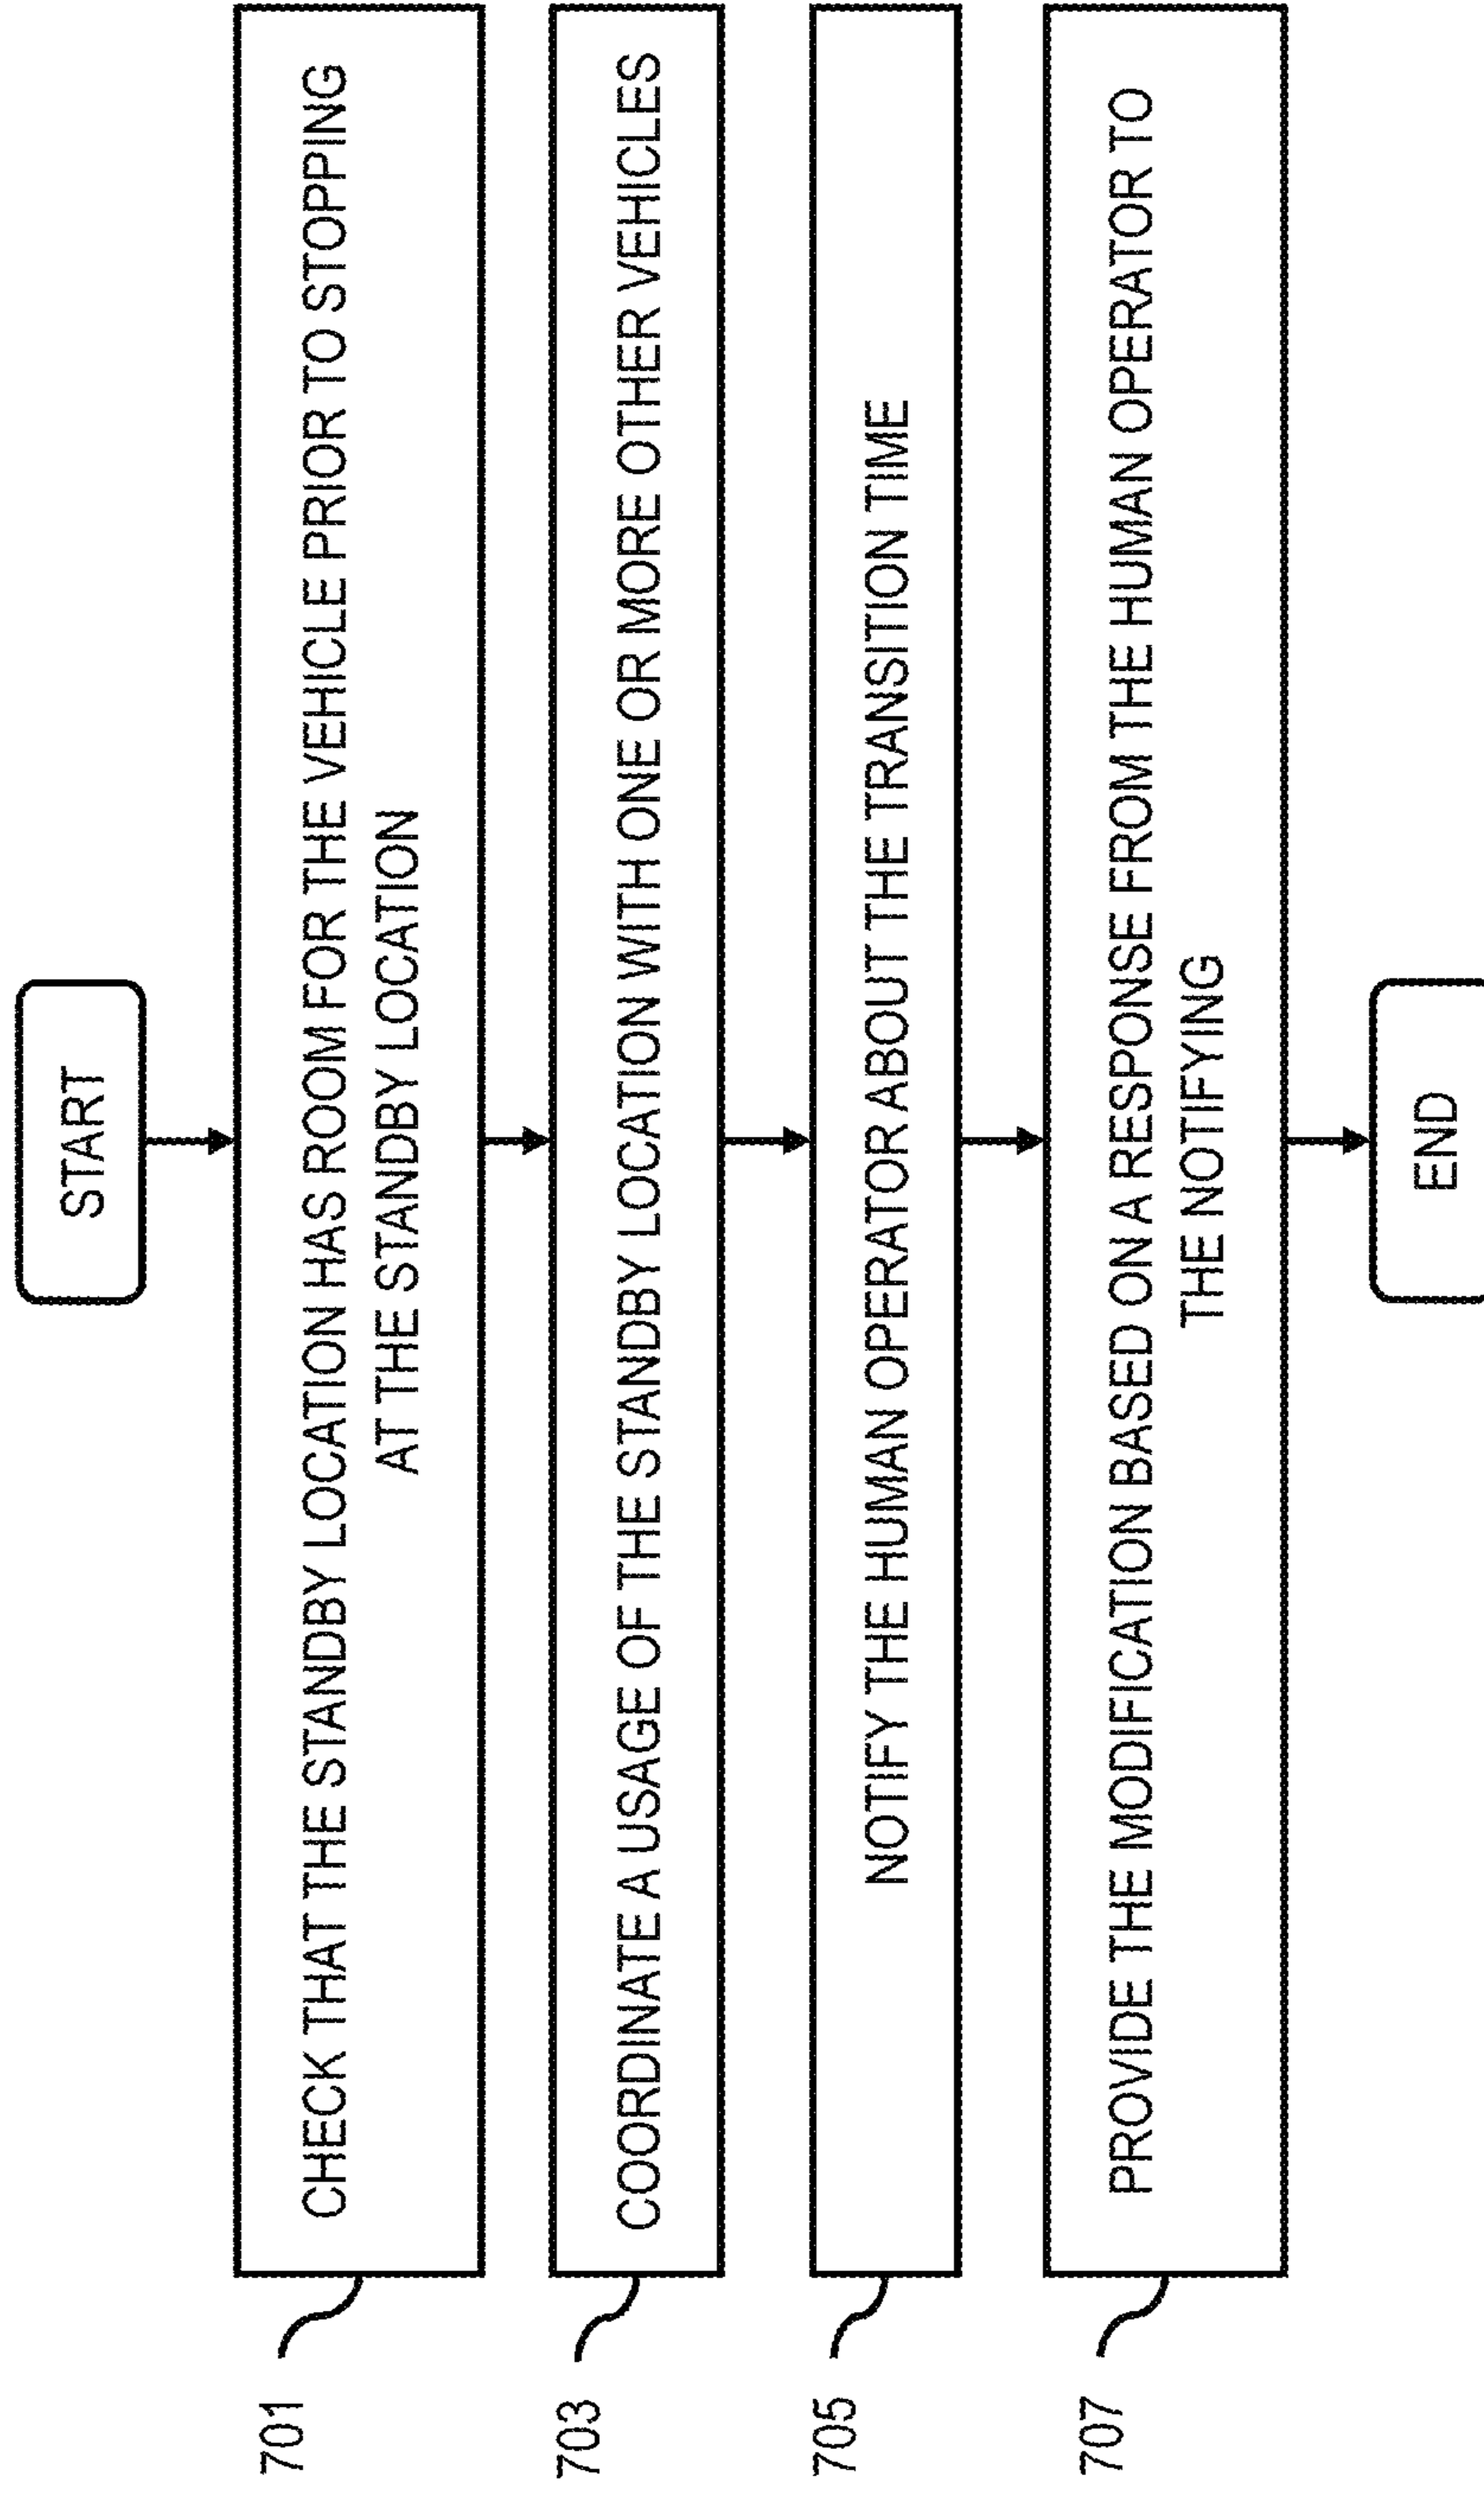 START
701
CHECK THAT THE STANDBY LOCATION HAS ROOM FOR THE VEHICLE PRIOR TO STOPPING
AT THE STANDBY LOCATION
703
COORDINATE A USAGE OF THE STANDBY LOCATION WITH ONE OR MORE OTHER VEHICLES
705
NOTIFY THE HUMAN OPERATOR ABOUT THE TRANSITION TIME
707
PROVIDE THE MODIFICATION BASED ON A RESPONSE FROM THE HUMAN OPERATOR TO
THE NOTIFYING
END